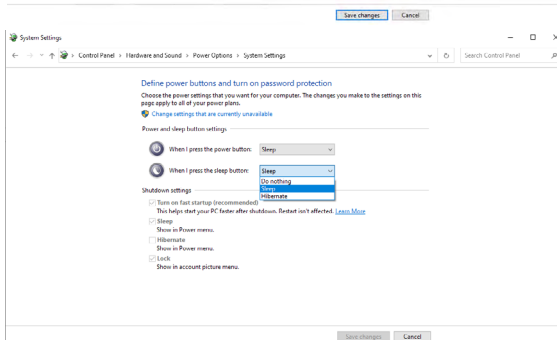 Save changes Cancel
System Settings
Control Panel > Hardware and Sound > Power Options > System Settings
Search Control Panel
Define power buttons and turn on password protection
Choose the power settings that you want for your computer. The changes you make to the settings on this
page apply to all of your power plans.
Change settings that are currently unavailable
Power and sleep button settings
When I press the power button: Sleep
When I press the sleep button: Sleep
Do nothing
Sleep
Hibernate
Shutdown settings
Turn on fast startup (recommended)
This helps start your PC faster after shutdown. Restart isn't affected. Learn More
Sleep
Show in Power menu.
Hibernate
Show in Power menu.
Lock
Show in account picture menu.
Save changes Cancel